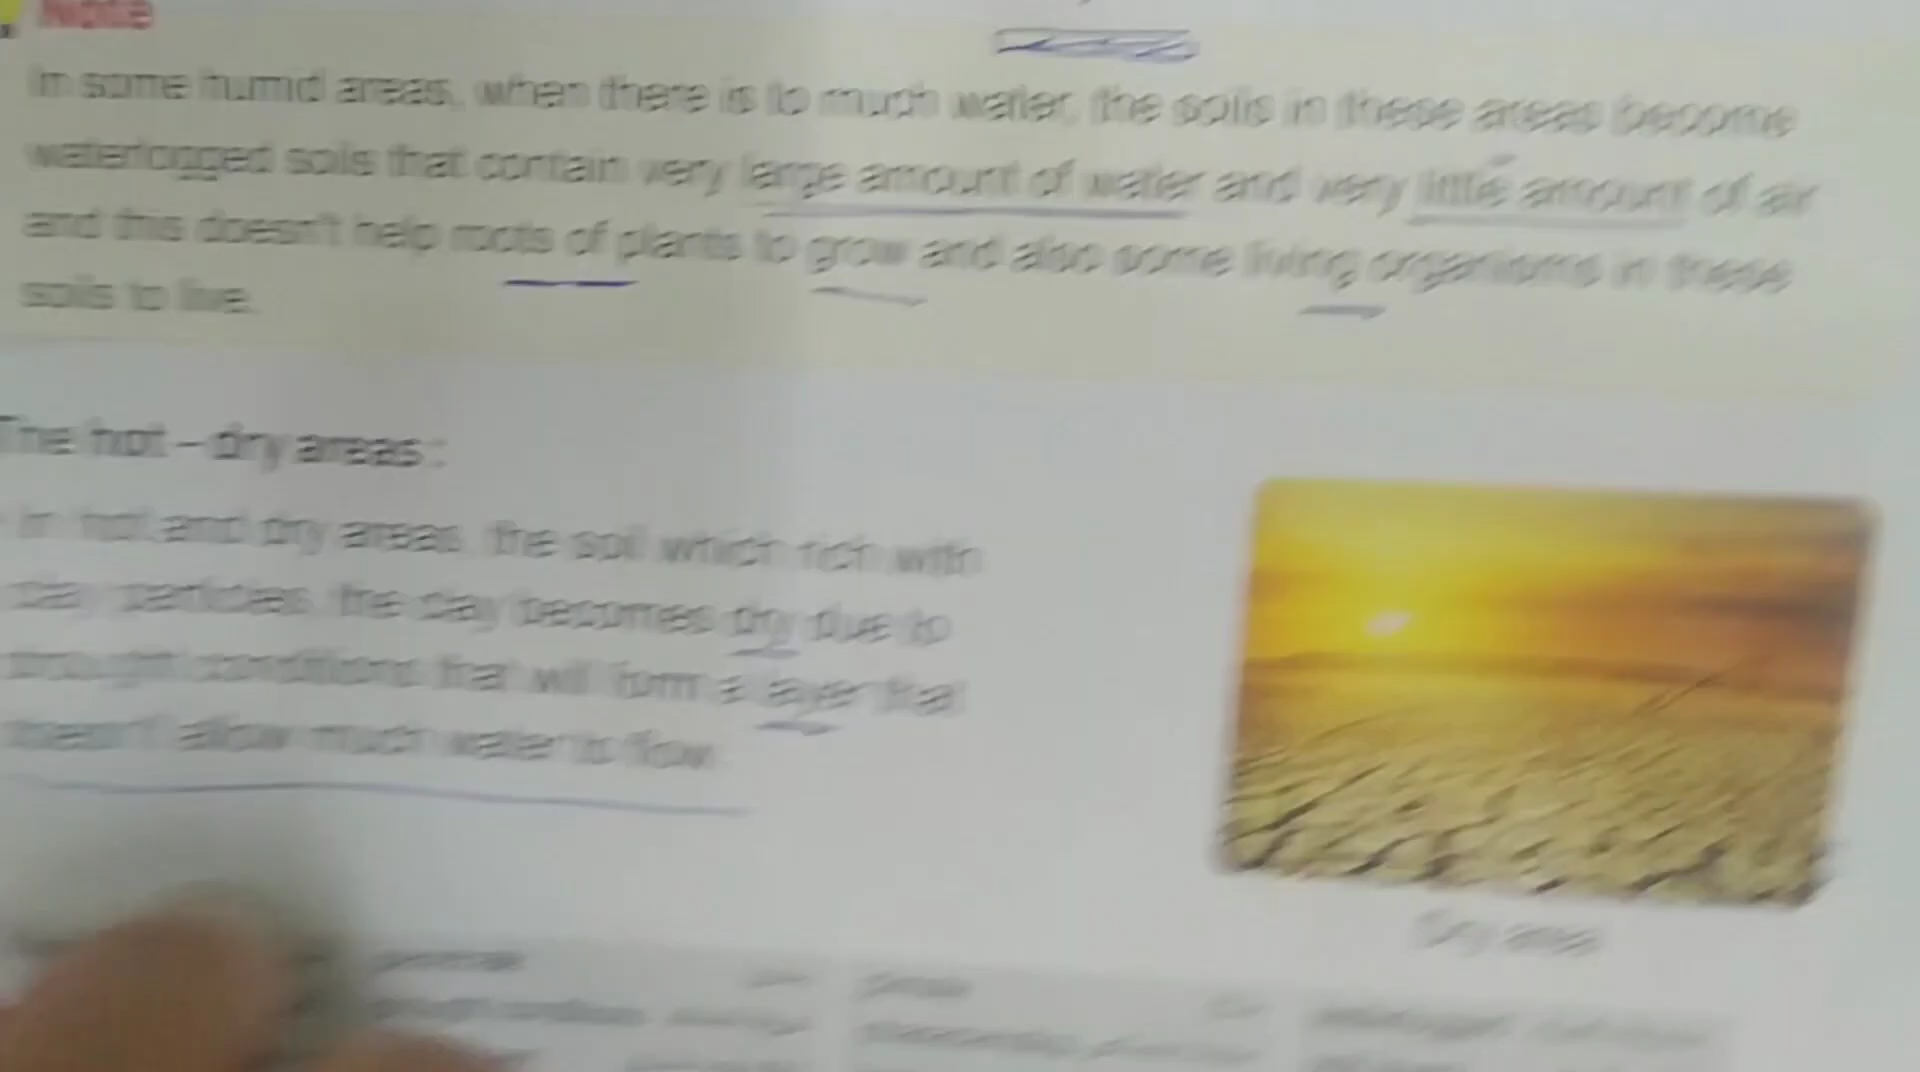 Note
In some humid areas, when there is to much water, the soils in these areas become
waterlogged soils that contain very large amount of water and very little amount of air
and this doesn't help roots of plants to grow and also some living organisms in these
soils to live.
The hot – dry areas :
- In hot and dry areas, the soil which rich with
clay particles, the clay becomes dry due to
drought conditions that will form a layer that
doesn't allow much water to flow.
Dry area